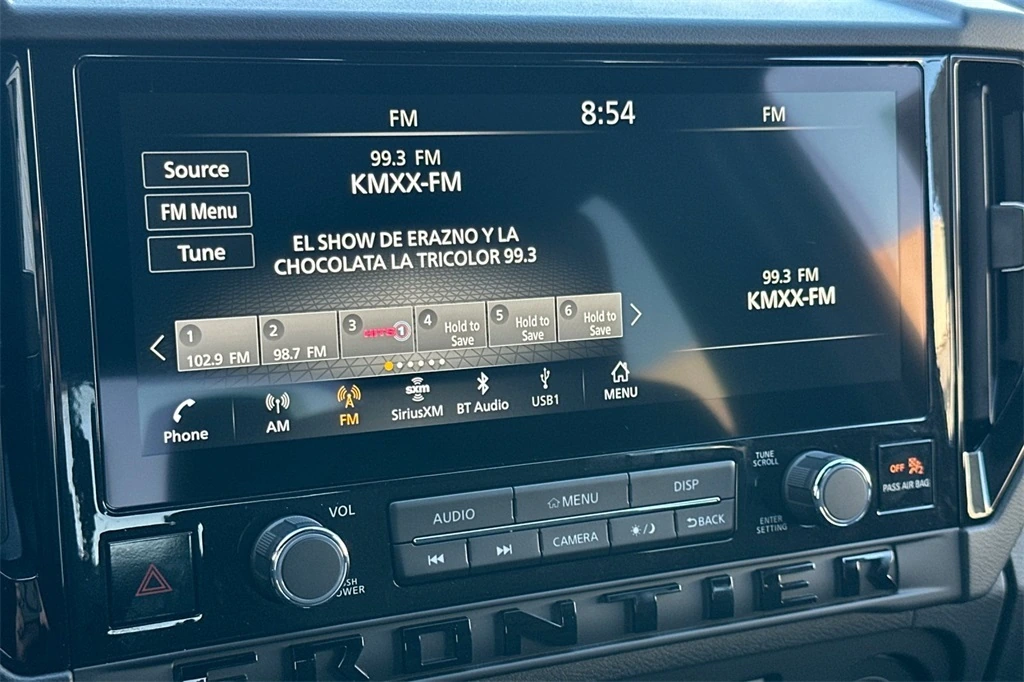 FM
8:54
FM
Source
FM Menu
Tune
99.3 FM
KMXX-FM
EL SHOW DE ERAZNO Y LA
CHOCOLATA LA TRICOLOR 99.3
99.3 FM
KMXX-FM
1
102.9 FM
2
98.7 FM
3
1
4
Hold to
Save
5
Hold to
Save
6
Hold to
Save
Phone
AM
FM
sxm
SiriusXM
BT Audio
USB1
MENU
VOL
AUDIO
MENU
DISP
CAMERA
BACK
TUNE
SCROLL
ENTER
SETTING
OFF
2
PASS AIR BAG
FRONTIER